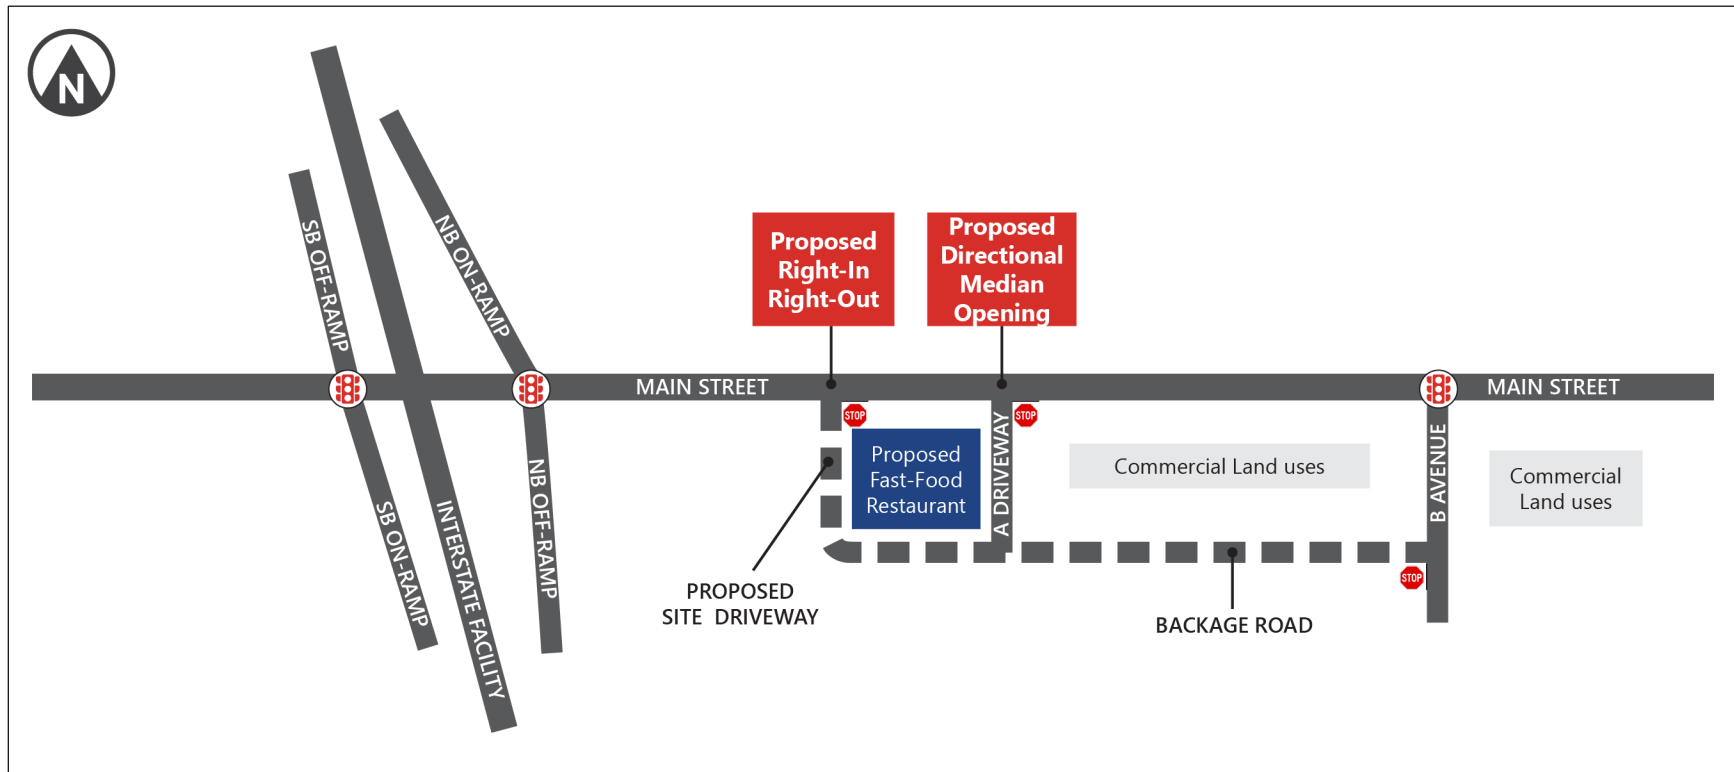 N
SB OFF-RAMP
NB ON-RAMP
Proposed
Right-In
Right-Out
Proposed
Directional
Median
Opening
MAIN STREET
MAIN STREET
STOP
STOP
Proposed
Fast-Food
Restaurant
A DRIVEWAY
Commercial Land uses
B AVENUE
Commercial
Land uses
SB ON-RAMP
INTERSTATE FACILITY
NB OFF-RAMP
STOP
PROPOSED
SITE DRIVEWAY
BACKAGE ROAD